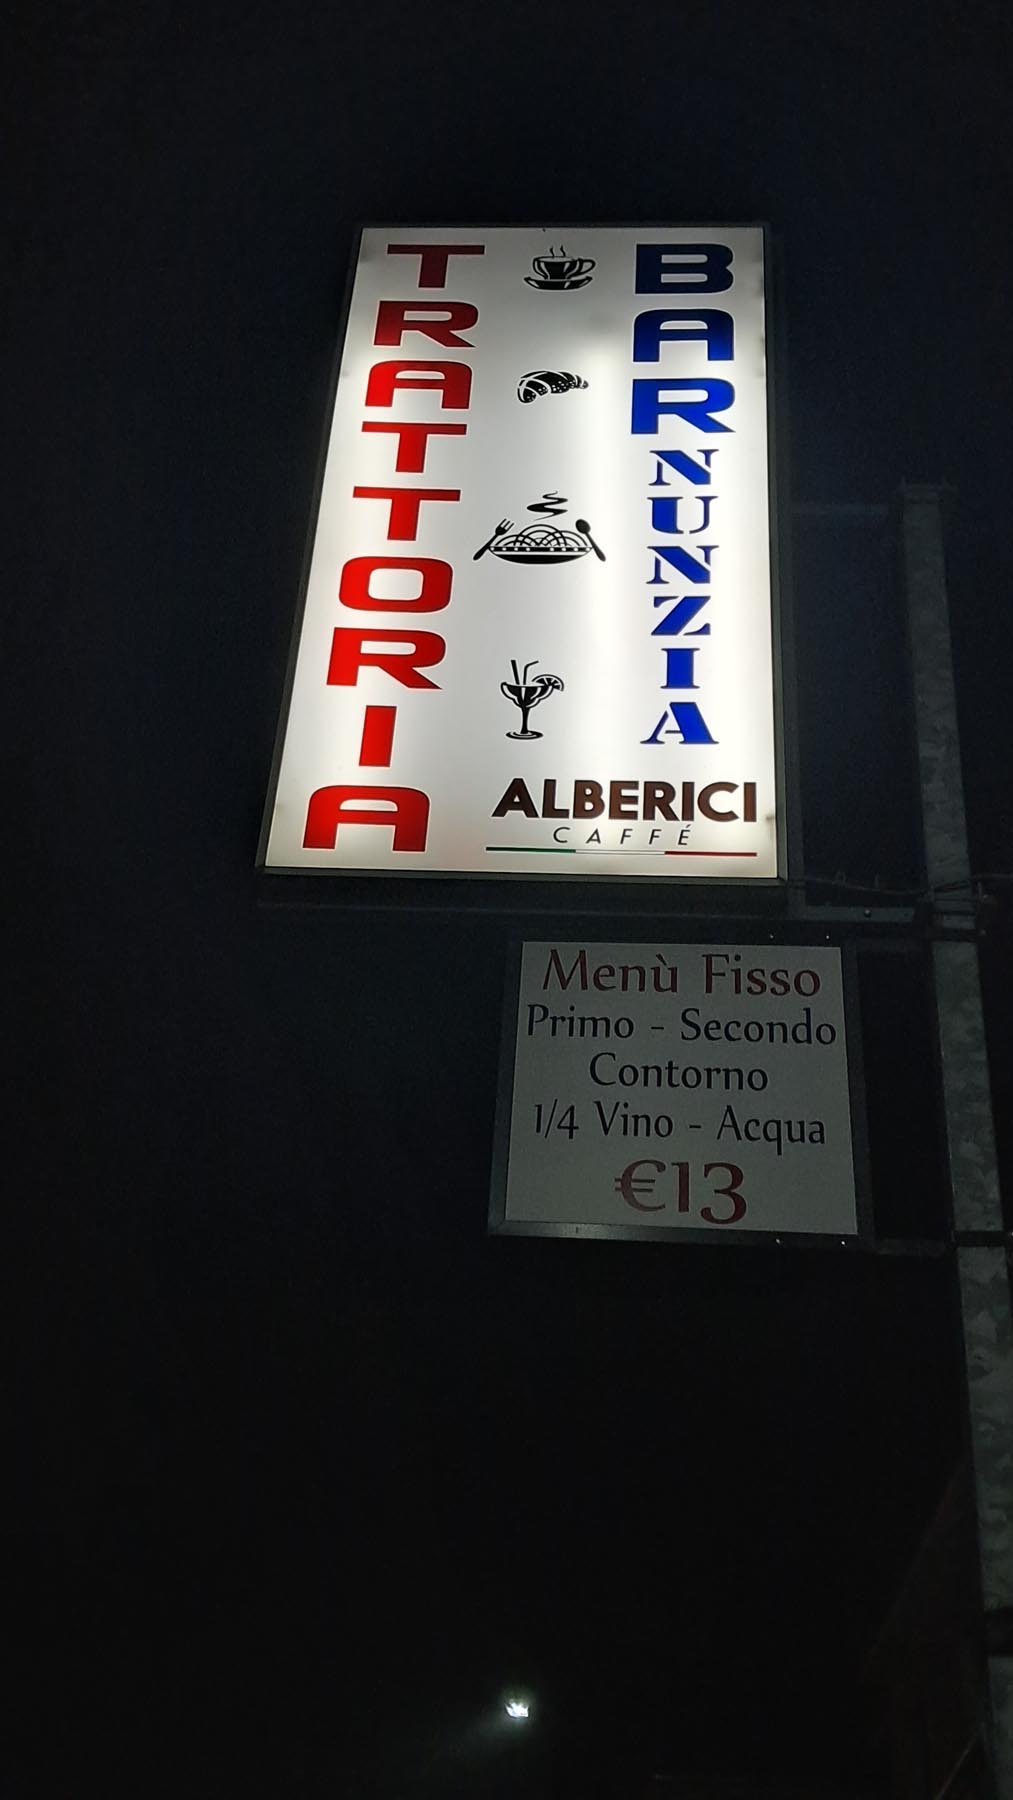 TRATTORIA
BAR NUNZIA
ALBERICI
CAFFÉ
Menù Fisso
Primo - Secondo
Contorno
1/4 Vino - Acqua
€13